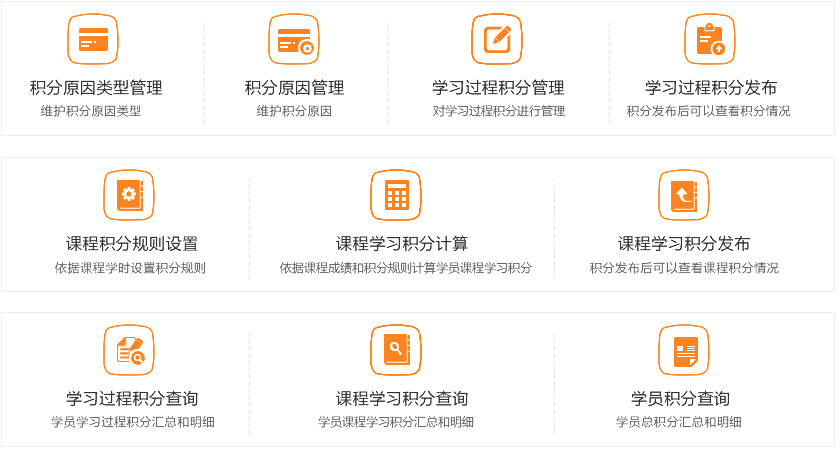 积分原因类型管理
维护积分原因类型
积分原因管理
维护积分原因
学习过程积分管理
对学习过程积分进行管理
学习过程积分发布
积分发布后可以查看积分情况
课程积分规则设置
依据课程学时设置积分规则
课程学习积分计算
依据课程成绩和积分规则计算学员课程学习积分
课程学习积分发布
积分发布后可以查看课程积分情况
学习过程积分查询
学员学习过程积分汇总和明细
课程学习积分查询
学员课程学习积分汇总和明细
学员积分查询
学员总积分汇总和明细